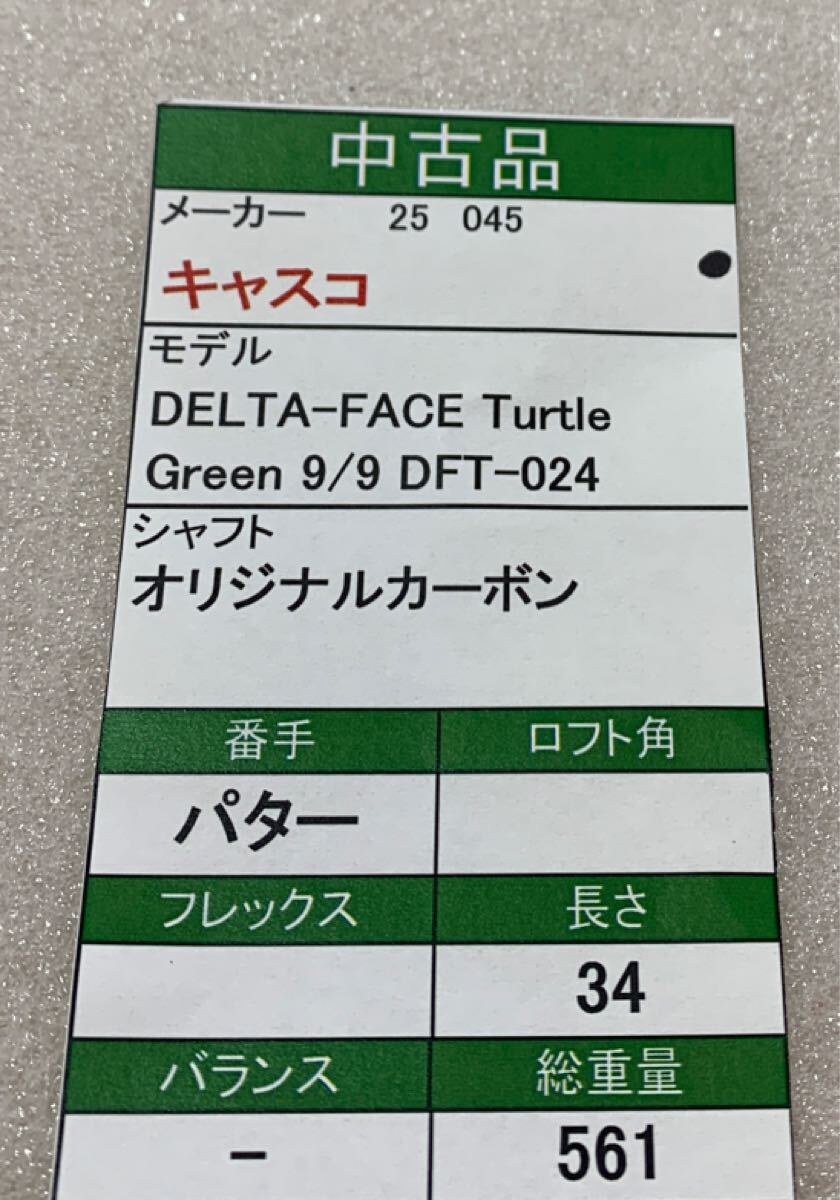 中古品
メーカー 25 045
キャスコ
モデル
DELTA-FACE Turtle
Green 9/9 DFT-024
シャフト
オリジナルカーボン
番手 ロフト角
パター
フレックス 長さ
34
バランス 総重量
- 561